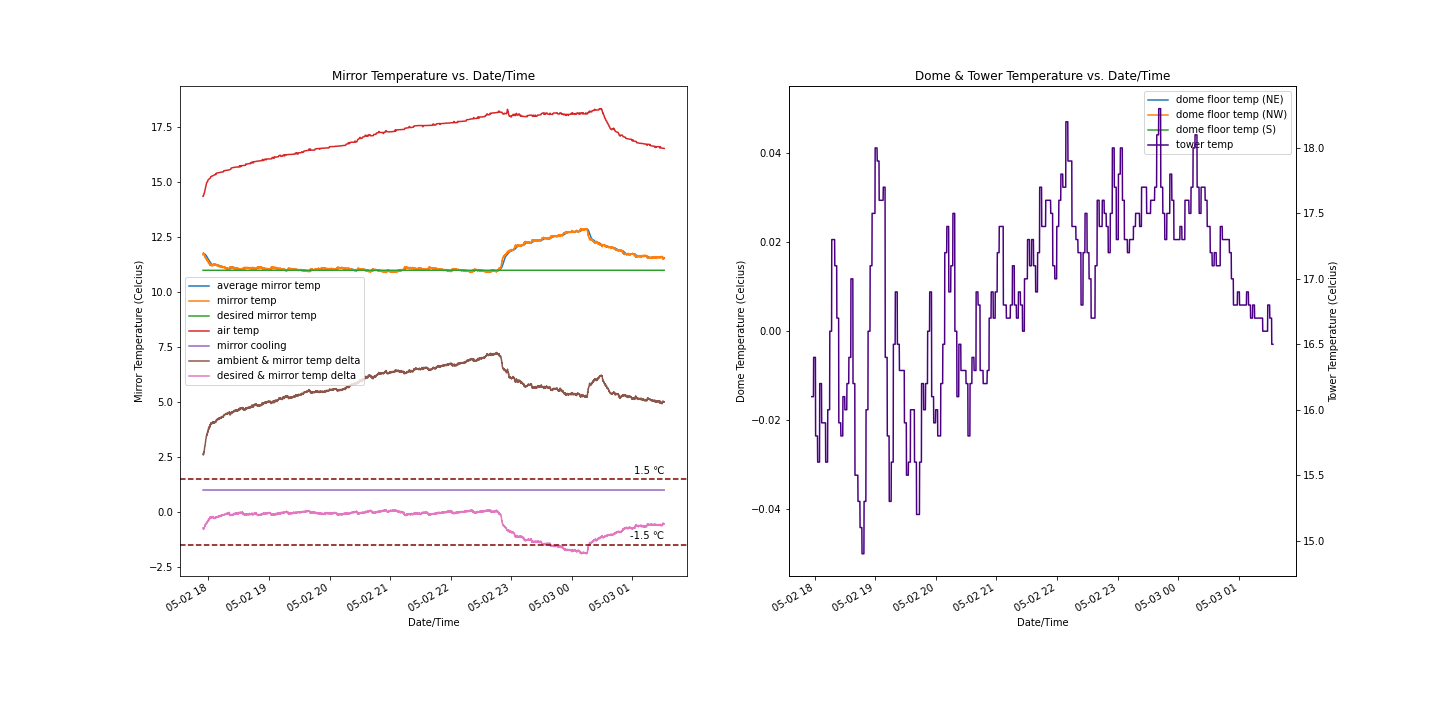 Mirror Temperature vs. Date/Time
Mirror Temperature (Celcius)
17.5
15.0
12.5
10.0
7.5
5.0
2.5
0.0
−2.5
average mirror temp
mirror temp
desired mirror temp
air temp
mirror cooling
ambient & mirror temp delta
desired & mirror temp delta
1.5 °C
-1.5 °C
05-02 18
05-02 19
05-02 20
05-02 21
05-02 22
05-02 23
05-03 00
05-03 01
Date/Time
Dome & Tower Temperature vs. Date/Time
Dome Temperature (Celcius)
0.04
0.02
0.00
−0.02
−0.04
dome floor temp (NE)
dome floor temp (NW)
dome floor temp (S)
tower temp
18.0
17.5
17.0
16.5
16.0
15.5
15.0
Tower Temperature (Celcius)
05-02 18
05-02 19
05-02 20
05-02 21
05-02 22
05-02 23
05-03 00
05-03 01
Date/Time